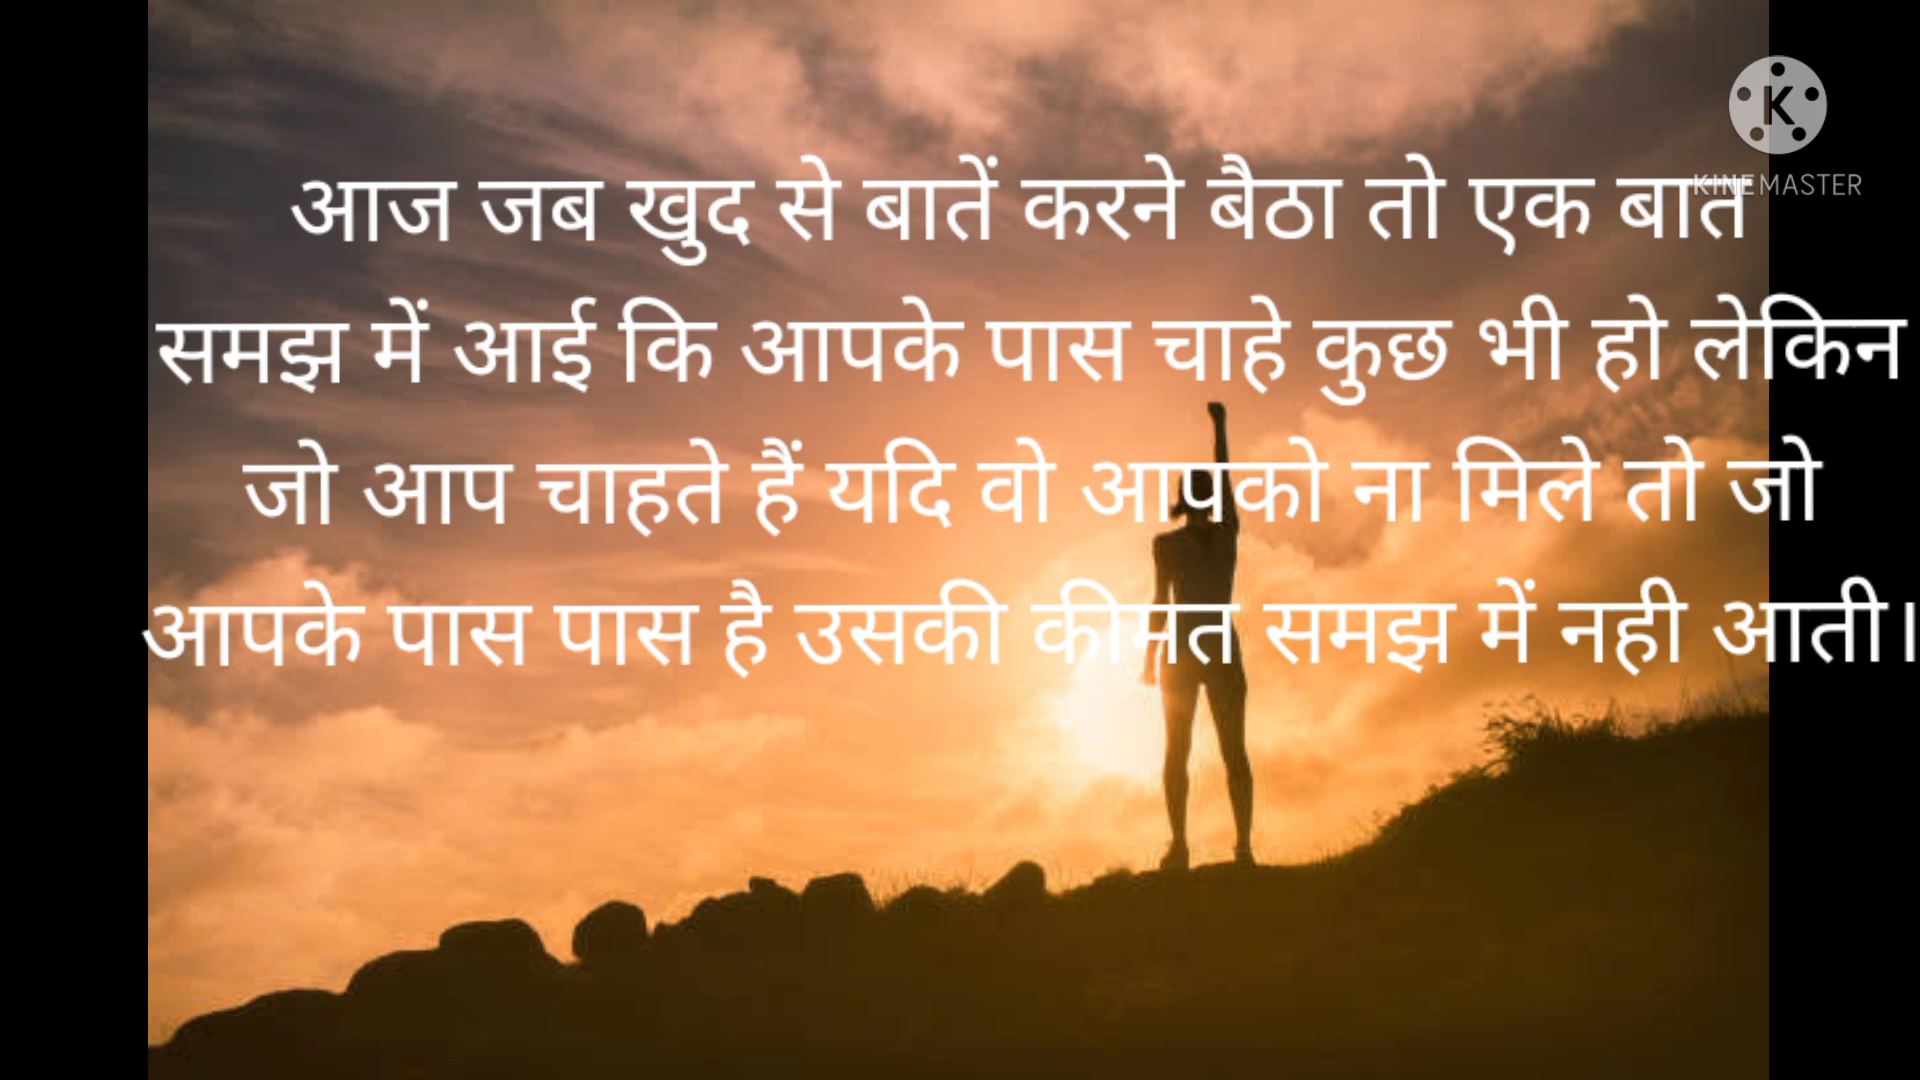 KINEMASTER
आज जब खुद से बातें करने बैठा तो एक बात
समझ में आई कि आपके पास चाहे कुछ भी हो लेकिन
जो आप चाहते हैं यदि वो आपको ना मिले तो जो
आपके पास पास है उसकी कीमत समझ में नही आती।